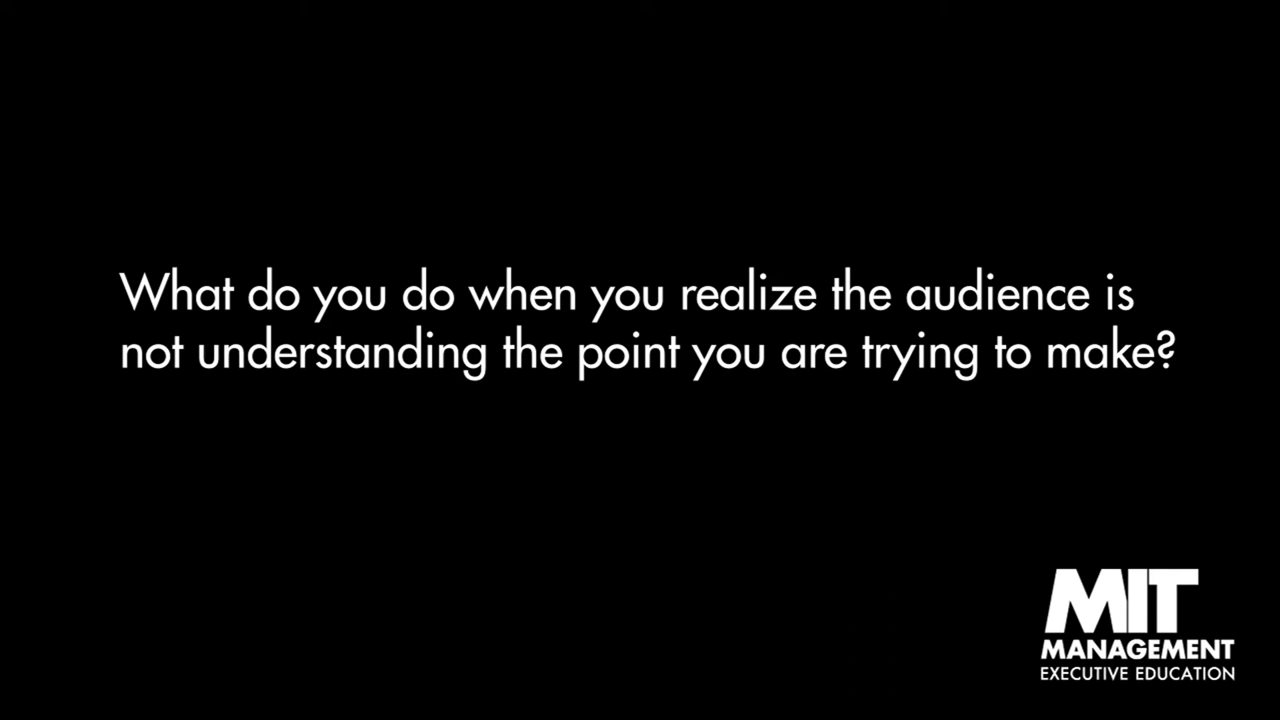 What do you do when you realize the audience is
not understanding the point you are trying to make?
MIT
MANAGEMENT
EXECUTIVE EDUCATION